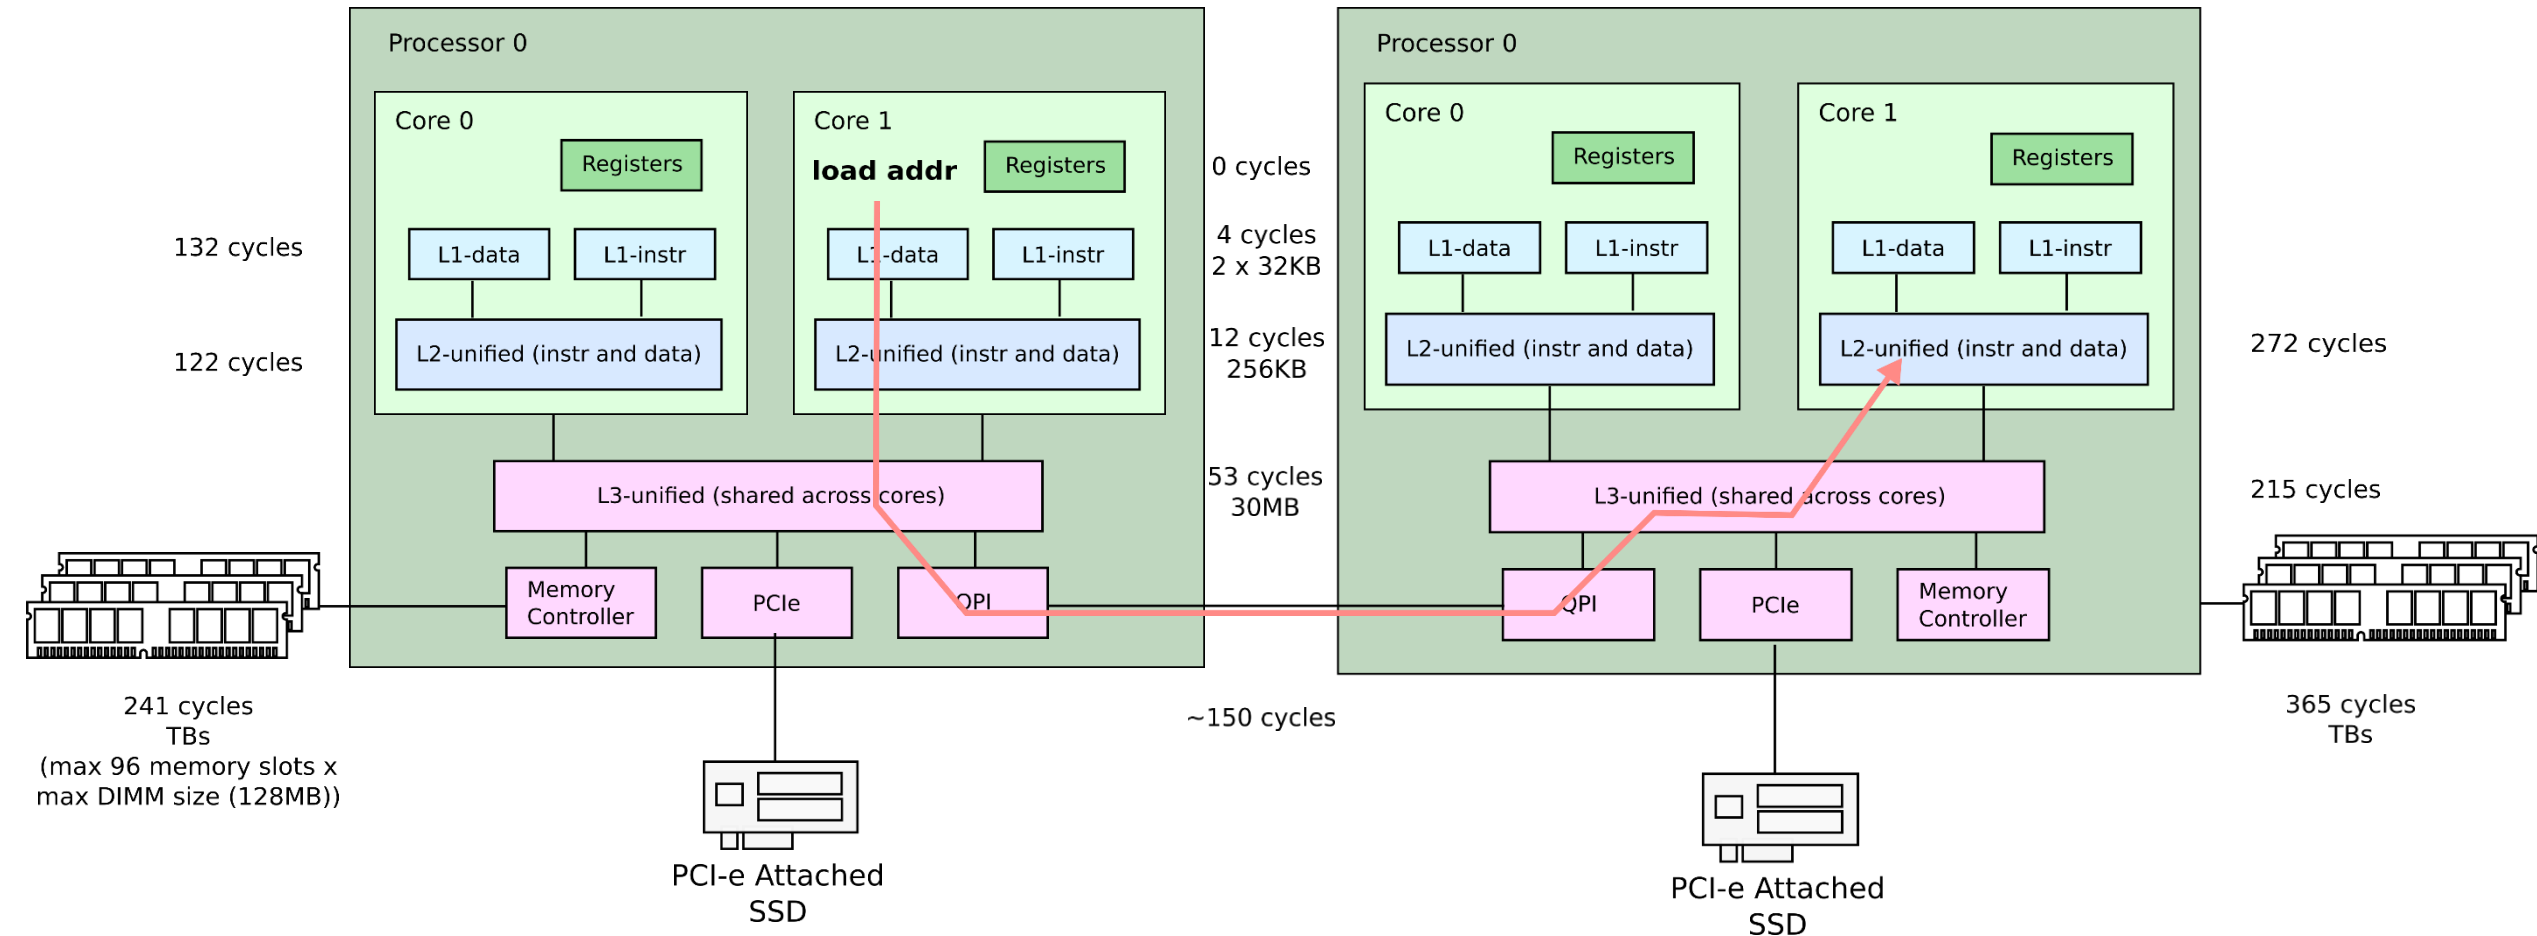 Processor 0
Core 0
Registers
L1-data
L1-instr
L2-unified (instr and data)
Core 1
load addr
Registers
L1-data
L1-instr
L2-unified (instr and data)
L3-unified (shared across cores)
Memory
Controller
PCIe
QPI
132 cycles
122 cycles
241 cycles
TBs
(max 96 memory slots x
max DIMM size (128MB))
PCI-e Attached
SSD
0 cycles
4 cycles
2 x 32KB
12 cycles
256KB
53 cycles
30MB
~150 cycles
Processor 0
Core 0
Registers
L1-data
L1-instr
L2-unified (instr and data)
Core 1
Registers
L1-data
L1-instr
L2-unified (instr and data)
L3-unified (shared across cores)
QPI
PCIe
Memory
Controller
272 cycles
215 cycles
365 cycles
TBs
PCI-e Attached
SSD